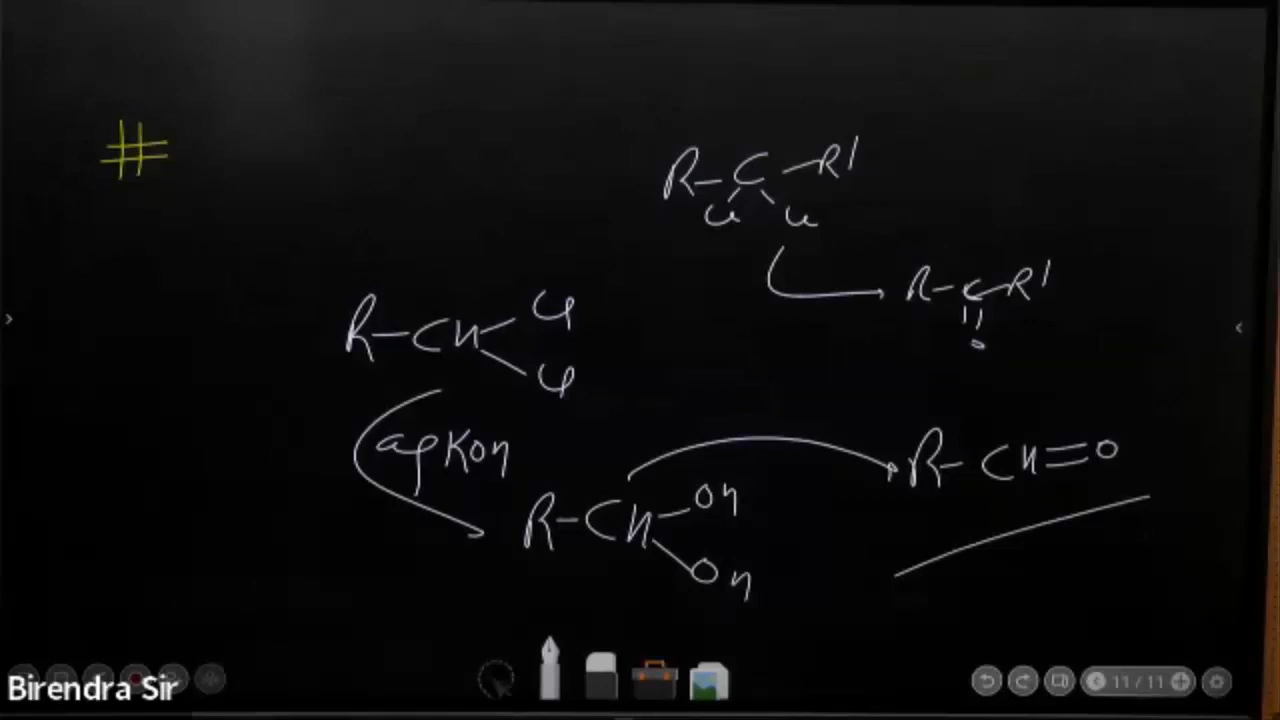 #
R-C-R'
Cl Cl
R-C-R'
O
R-CH Cl
Cl
aq KOH
R-CH=O
R-CH OH
OH
11 / 11
Birendra Sir